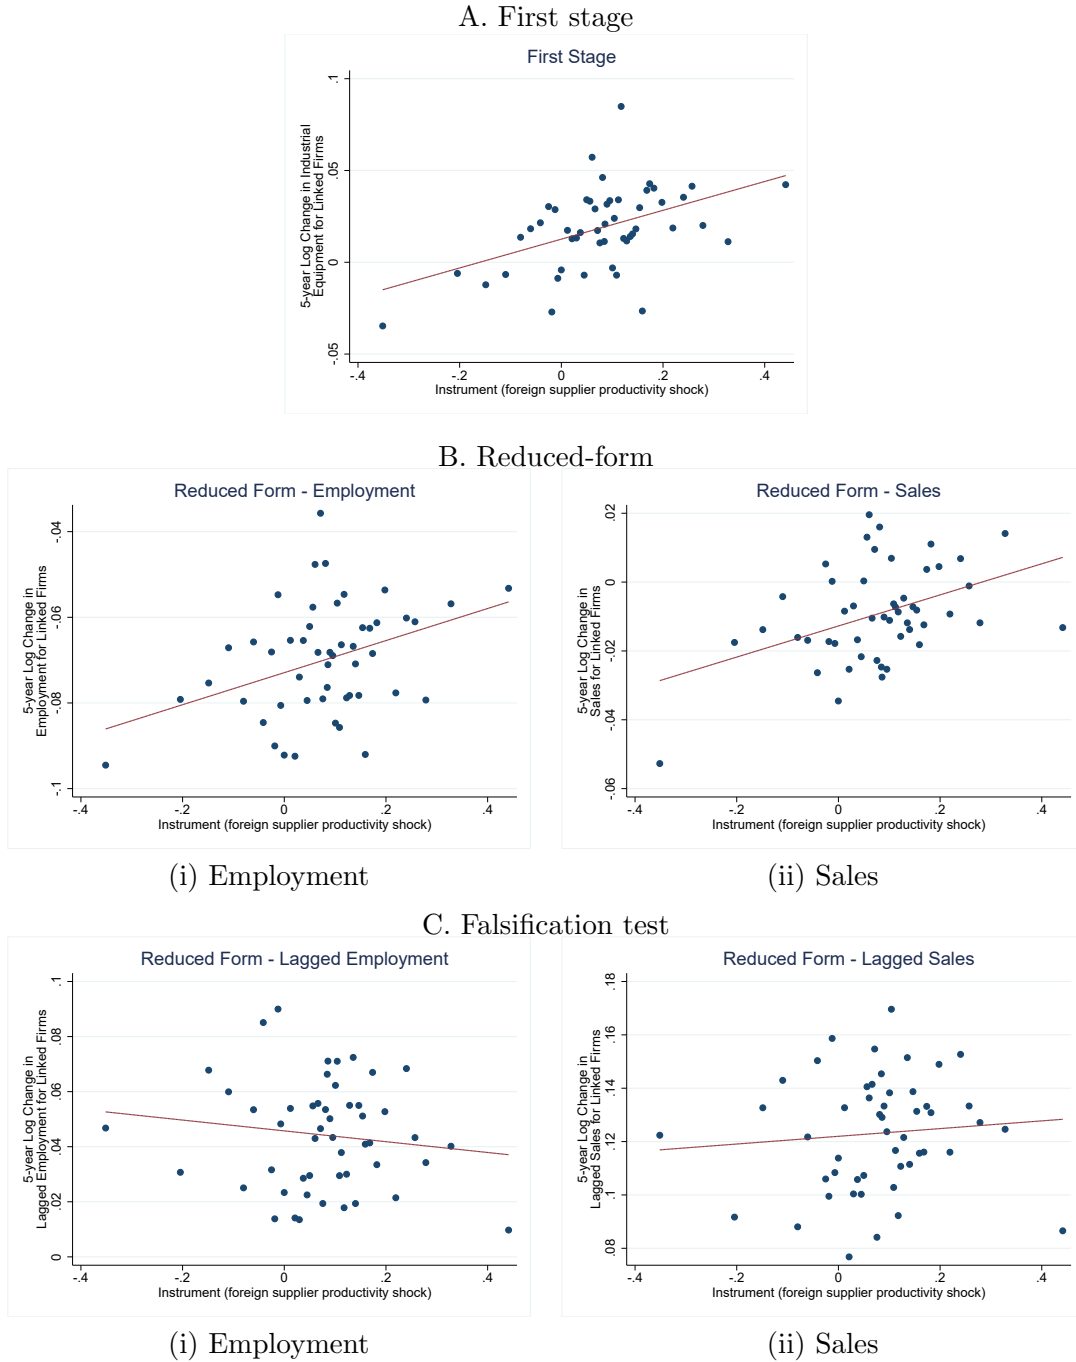 A. First stage
First Stage
5-year Log Change in Industrial
Equipment for Linked Firms
.1
.05
0
-.05
-.4 -.2 0 .2 .4
Instrument (foreign supplier productivity shock)
B. Reduced-form
Reduced Form - Employment
5-year Log Change in
Employment for Linked Firms
-.04
-.06
-.08
-.1
-.4 -.2 0 .2 .4
Instrument (foreign supplier productivity shock)
(i) Employment
Reduced Form - Sales
5-year Log Change in
Sales for Linked Firms
.02
0
-.02
-.04
-.06
-.4 -.2 0 .2 .4
Instrument (foreign supplier productivity shock)
(ii) Sales
C. Falsification test
Reduced Form - Lagged Employment
5-year Log Change in
Lagged Employment for Linked Firms
.1
.08
.06
.04
.02
0
-.4 -.2 0 .2 .4
Instrument (foreign supplier productivity shock)
(i) Employment
Reduced Form - Lagged Sales
5-year Log Change in
Lagged Sales for Linked Firms
.18
.16
.14
.12
.1
.08
-.4 -.2 0 .2 .4
Instrument (foreign supplier productivity shock)
(ii) Sales